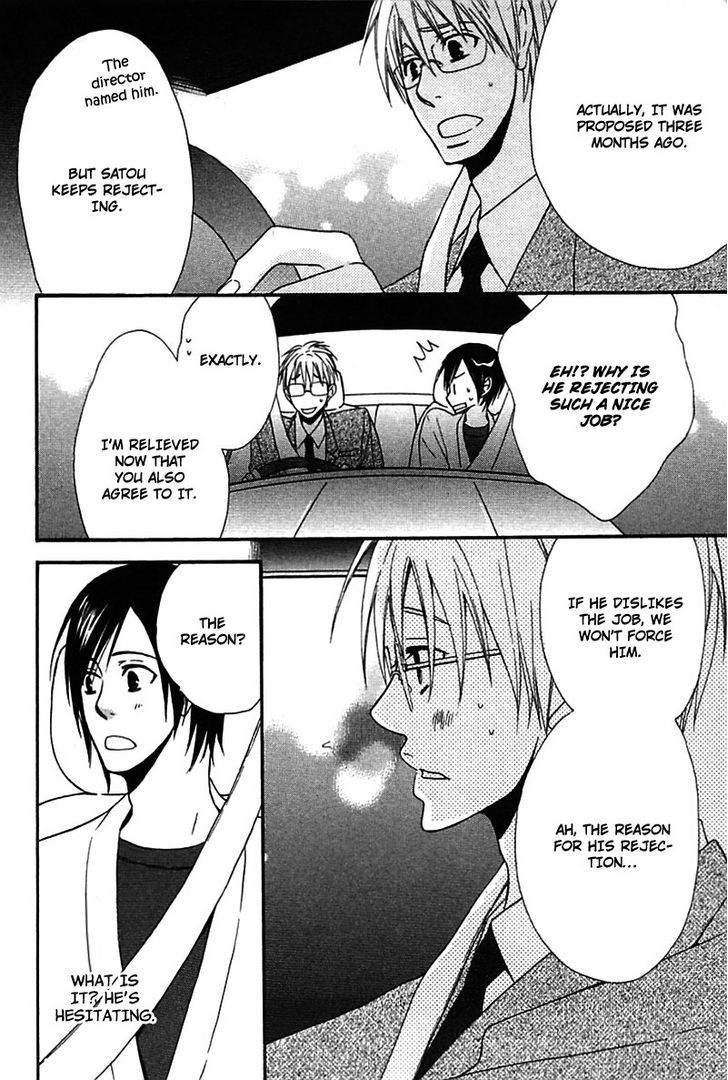 ACTUALLY, IT WAS
PROPOSED THREE
MONTHS AGO.
The
director
named him.
BUT SATOU
KEEPS REJECT-
ING.
EH!? WHY IS
HE REJECTING
SUCH A NICE
JOB?
EXACTLY.
I'M RELIEVED
NOW THAT
YOU ALSO
AGREE TO IT.
IF HE DISLIKES
THE JOB, WE
WON'T FORCE
HIM.
AH, THE REASON
FOR HIS REJEC-
TION...
THE
REASON?
WHAT IS
IT? HE'S
HESITATING.